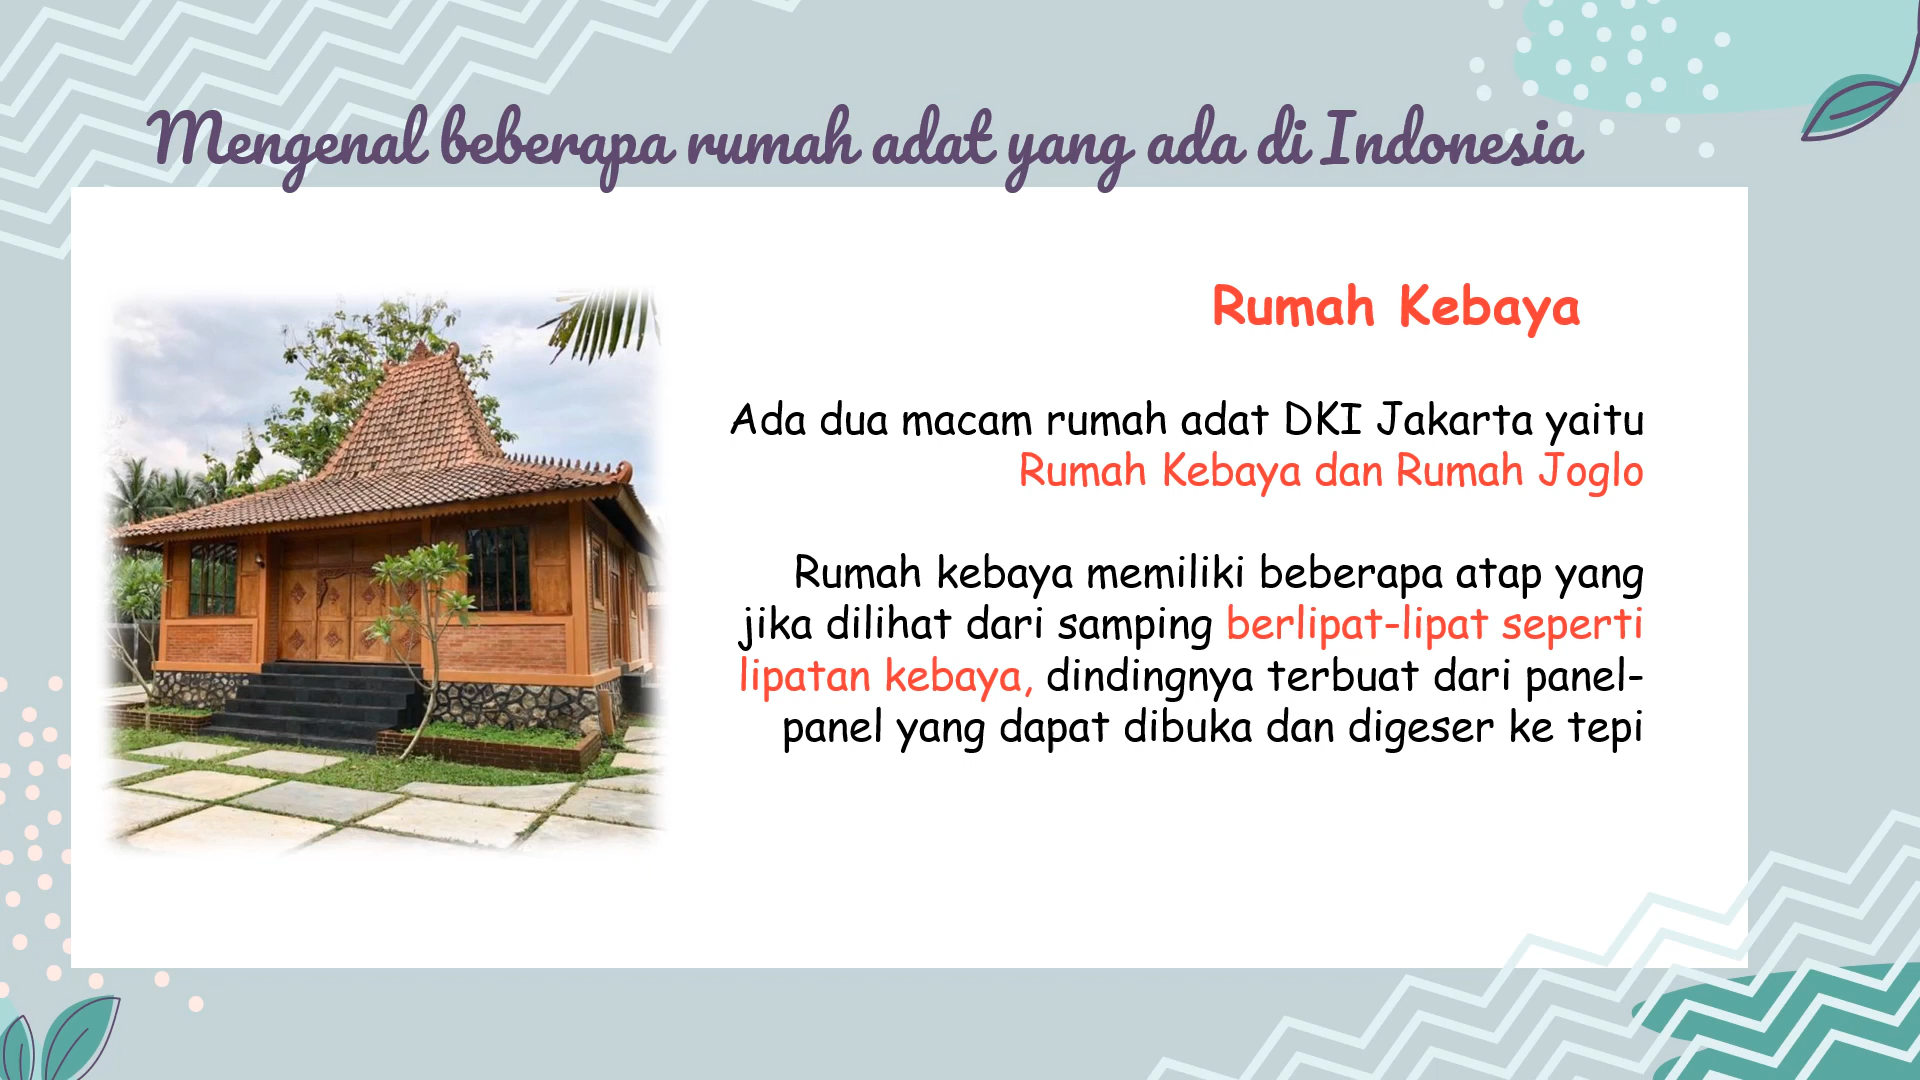 Mengenal beberapa rumah adat yang ada di Indonesia
Rumah Kebaya
Ada dua macam rumah adat DKI Jakarta yaitu
Rumah Kebaya dan Rumah Joglo
Rumah kebaya memiliki beberapa atap yang
jika dilihat dari samping berlipat-lipat seperti
lipatan kebaya, dindingnya terbuat dari panel-
panel yang dapat dibuka dan digeser ke tepi